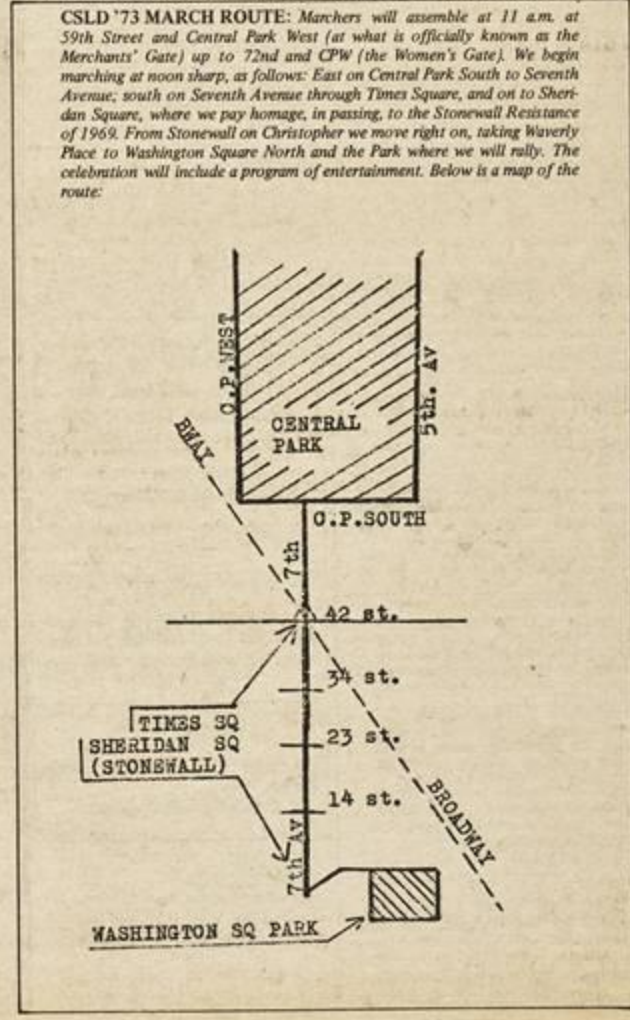 CSLD '73 MARCH ROUTE: Marchers will assemble at 11 a.m. at
59th Street and Central Park West (at what is officially known as the
Merchants' Gate) up to 72nd and CPW (the Women's Gate). We begin
marching at noon sharp, as follows: East on Central Park South to Seventh
Avenue; south on Seventh Avenue through Times Square, and on to Sheri-
dan Square, where we pay homage, in passing, to the Stonewall Resistance
of 1969. From Stonewall on Christopher we move right on, taking Waverly
Place to Washington Square North and the Park where we will rally. The
celebration will include a program of entertainment. Below is a map of the
route:
C.P.WEST
5th. AV
CENTRAL
PARK
BWAY
C.P.SOUTH
7th
42 st.
34 st.
TIMES SQ
SHERIDAN SQ
(STONEWALL)
23 st.
14 st.
BROADWAY
7th AV
WASHINGTON SQ PARK